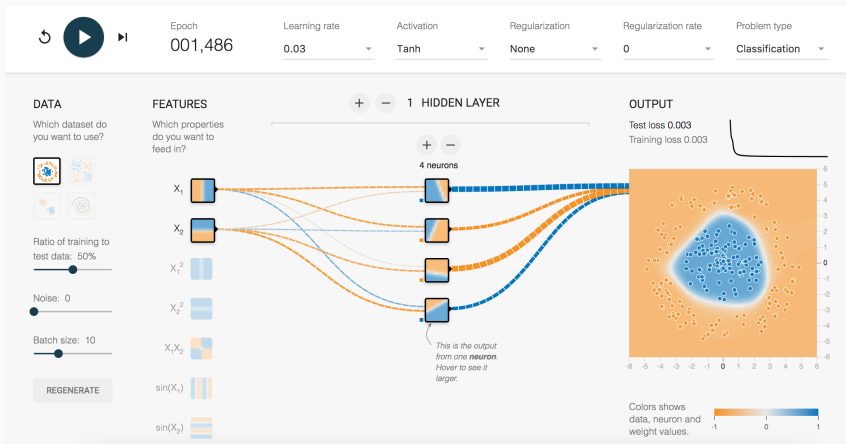 Epoch
001,486
Learning rate
0.03
Activation
Tanh
Regularization
None
Regularization rate
0
Problem type
Classification
DATA
Which dataset do
you want to use?
Ratio of training to
test data: 50%
Noise: 0
Batch size: 10
REGENERATE
FEATURES
Which properties
do you want to
feed in?
X₁
X₂
X₁²
X₂²
X₁X₂
sin(X₁)
sin(X₂)
+ − 1 HIDDEN LAYER
+ −
4 neurons
This is the output
from one neuron.
Hover to see it
larger.
OUTPUT
Test loss 0.003
Training loss 0.003
6
5
4
3
2
1
0
-1
-2
-3
-4
-5
-6
-6 -5 -4 -3 -2 -1 0 1 2 3 4 5 6
Colors shows
data, neuron and
weight values.
-1 0 1